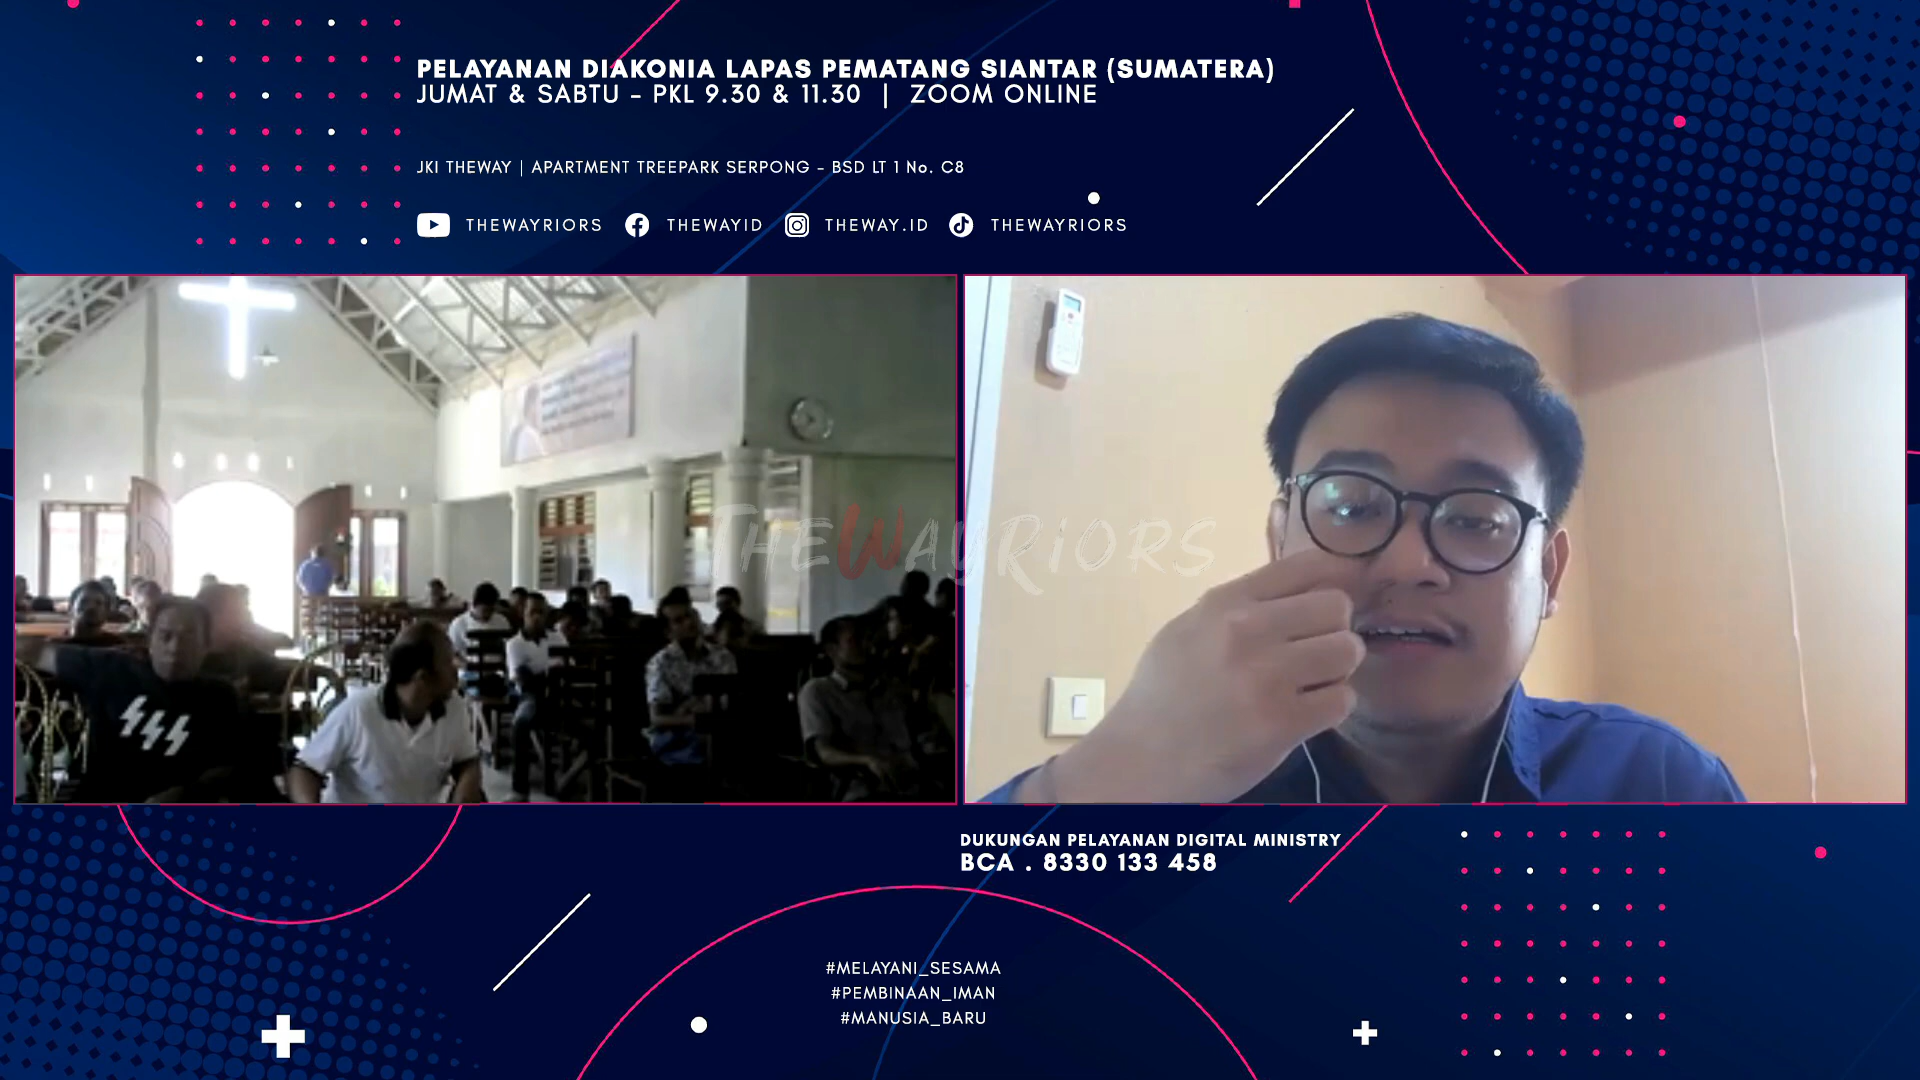 PELAYANAN DIAKONIA LAPAS PEMATANG SIANTAR (SUMATERA)
JUMAT & SABTU - PKL 9.30 & 11.30 | ZOOM ONLINE
JKI THEWAY | APARTMENT TREEPARK SERPONG - BSD LT 1 No. C8
THEWAYRIORS THEWAYID THEWAY.ID THEWAYRIORS
THEWAYRIORS
DUKUNGAN PELAYANAN DIGITAL MINISTRY
BCA . 8330 133 458
#MELAYANI_SESAMA
#PEMBINAAN_IMAN
#MANUSIA_BARU